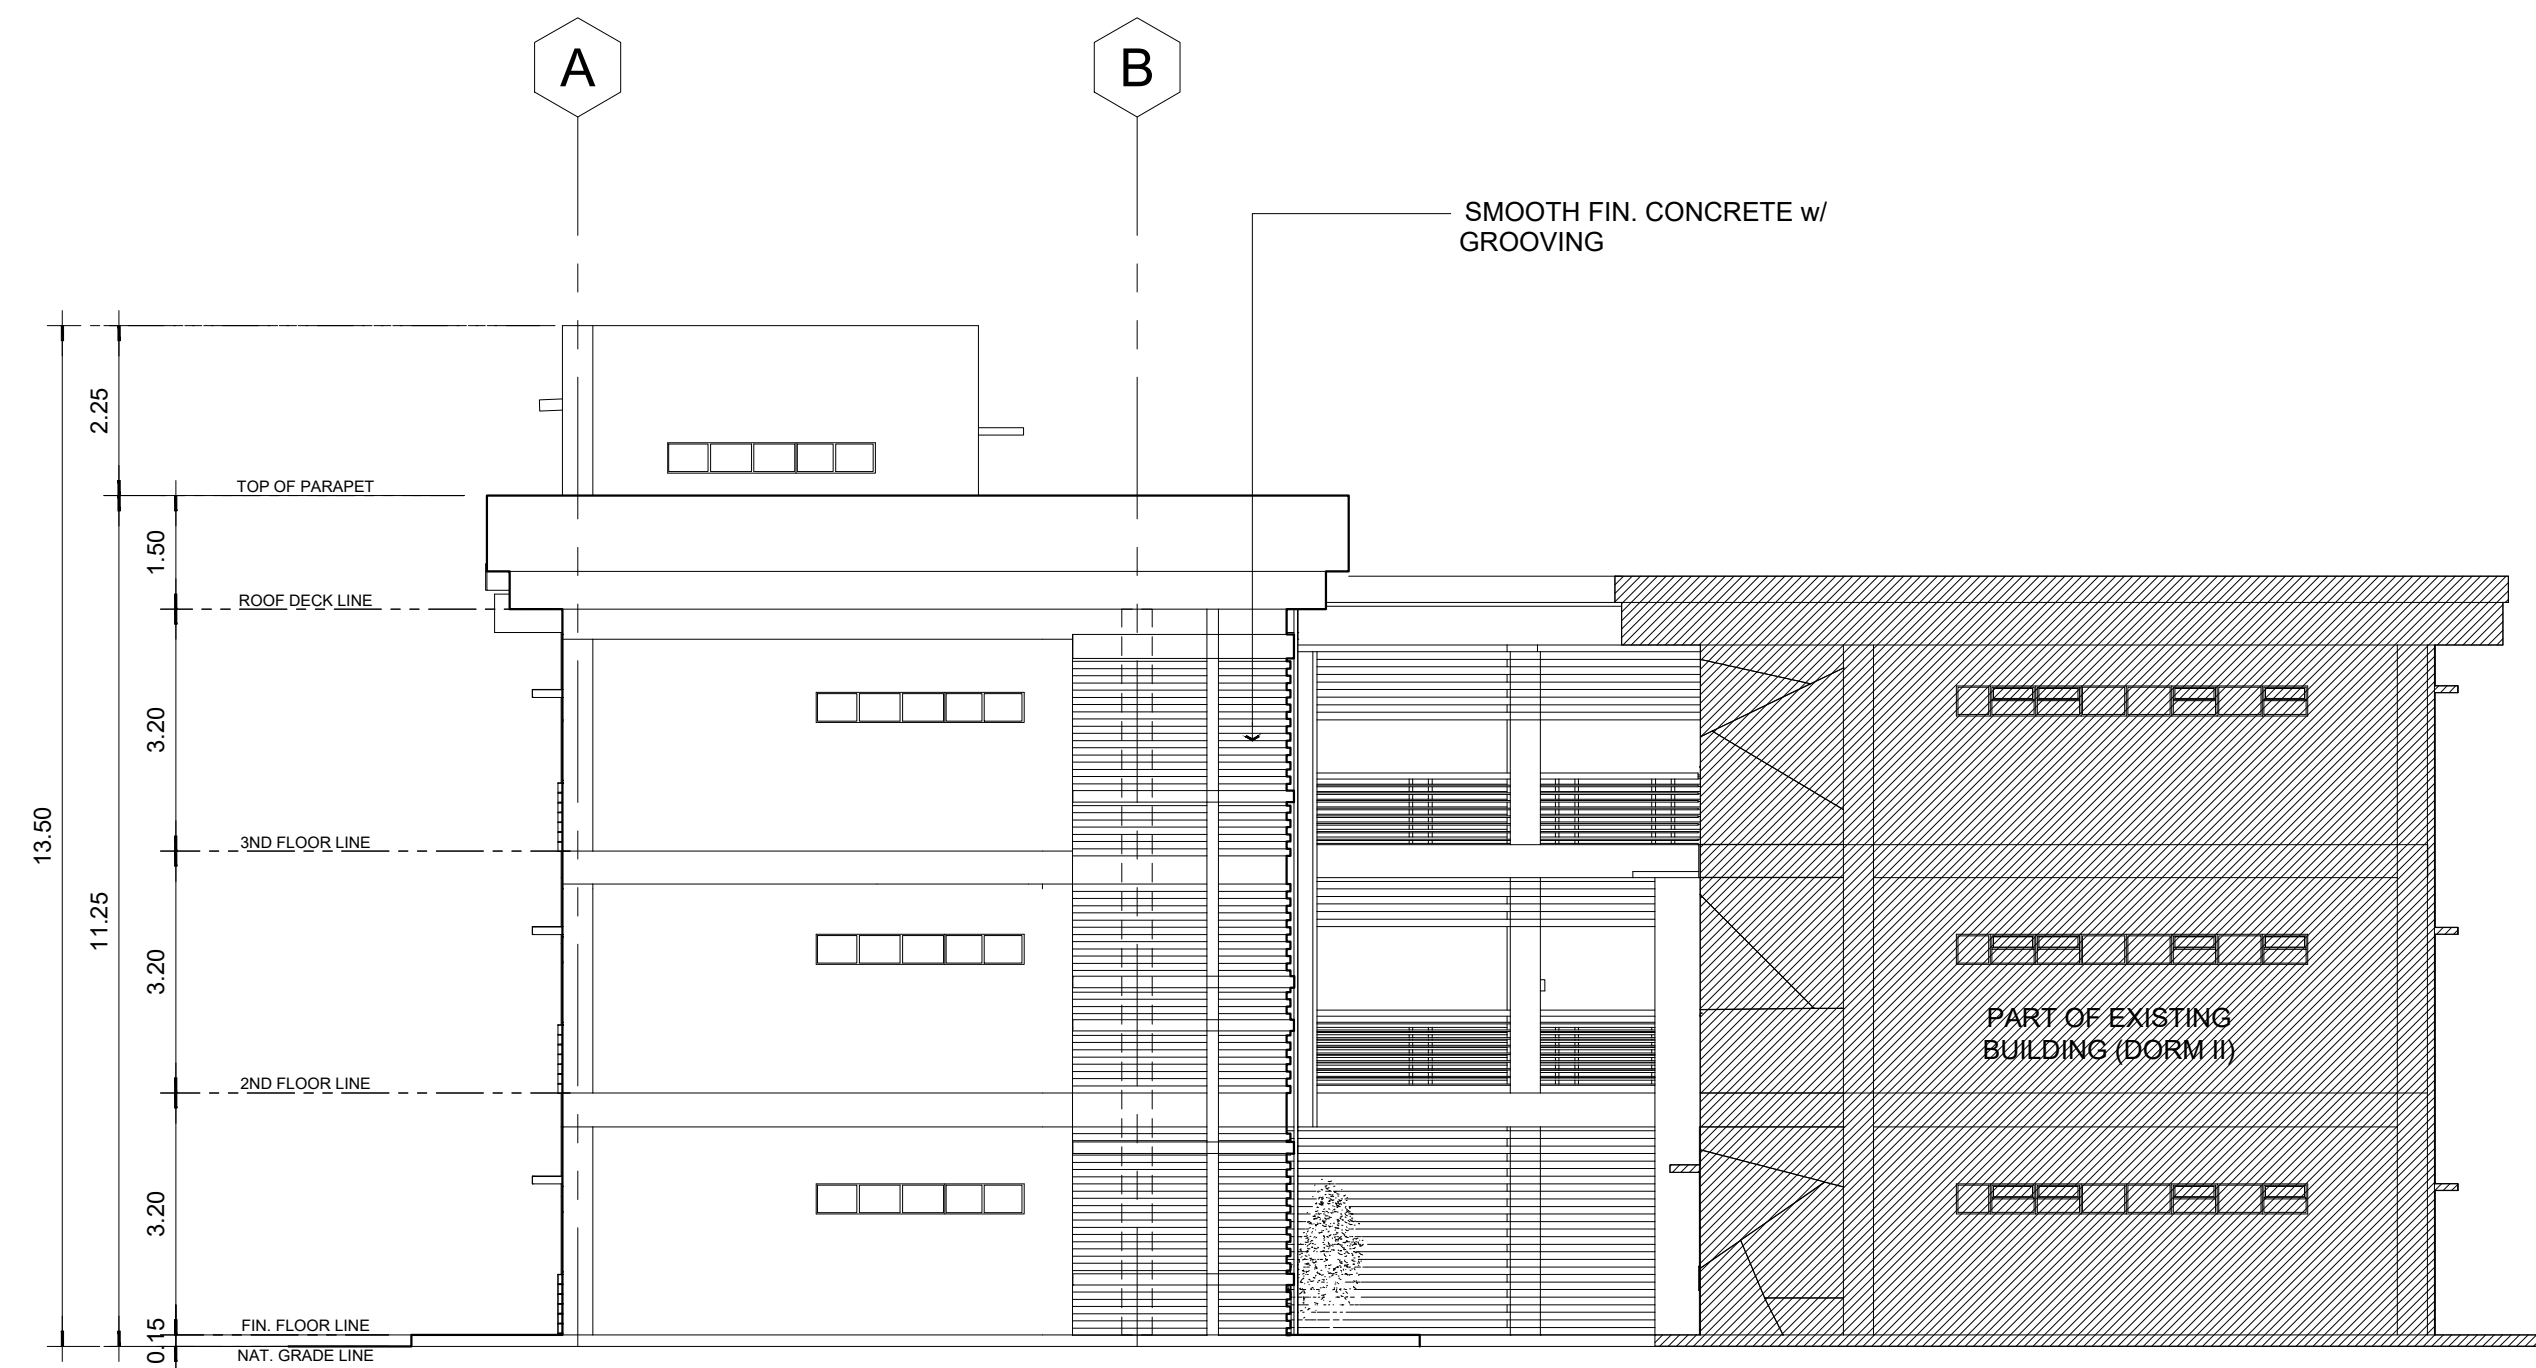 A
B
SMOOTH FIN. CONCRETE w/
GROOVING
2.25
TOP OF PARAPET
1.50
ROOF DECK LINE
3.20
13.50
3ND FLOOR LINE
11.25
3.20
PART OF EXISTING
BUILDING (DORM II)
2ND FLOOR LINE
3.20
FIN. FLOOR LINE
0.15
NAT. GRADE LINE